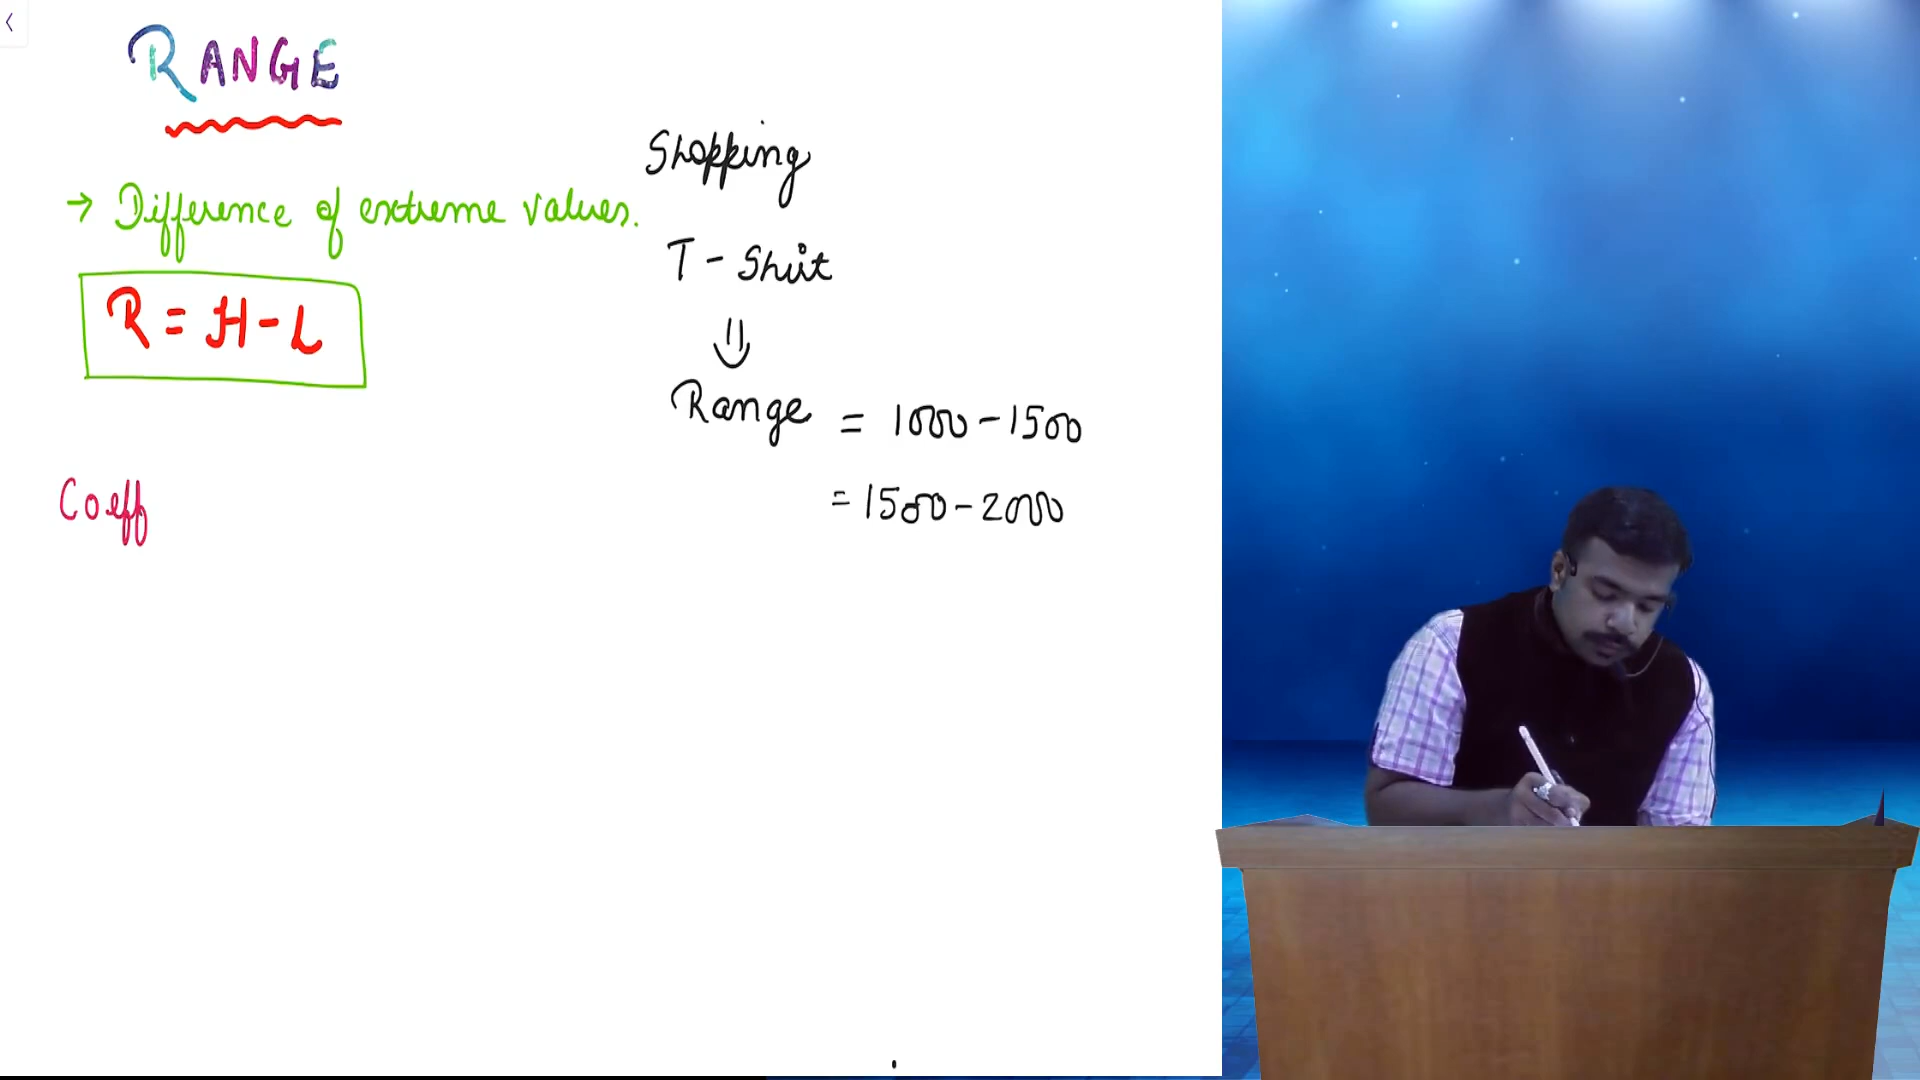 RANGE
→ Difference of extreme values.
R = H - L
Coeff
Shopping
T - Shirt
⇓
Range = 1000 - 1500
= 1500 - 2000